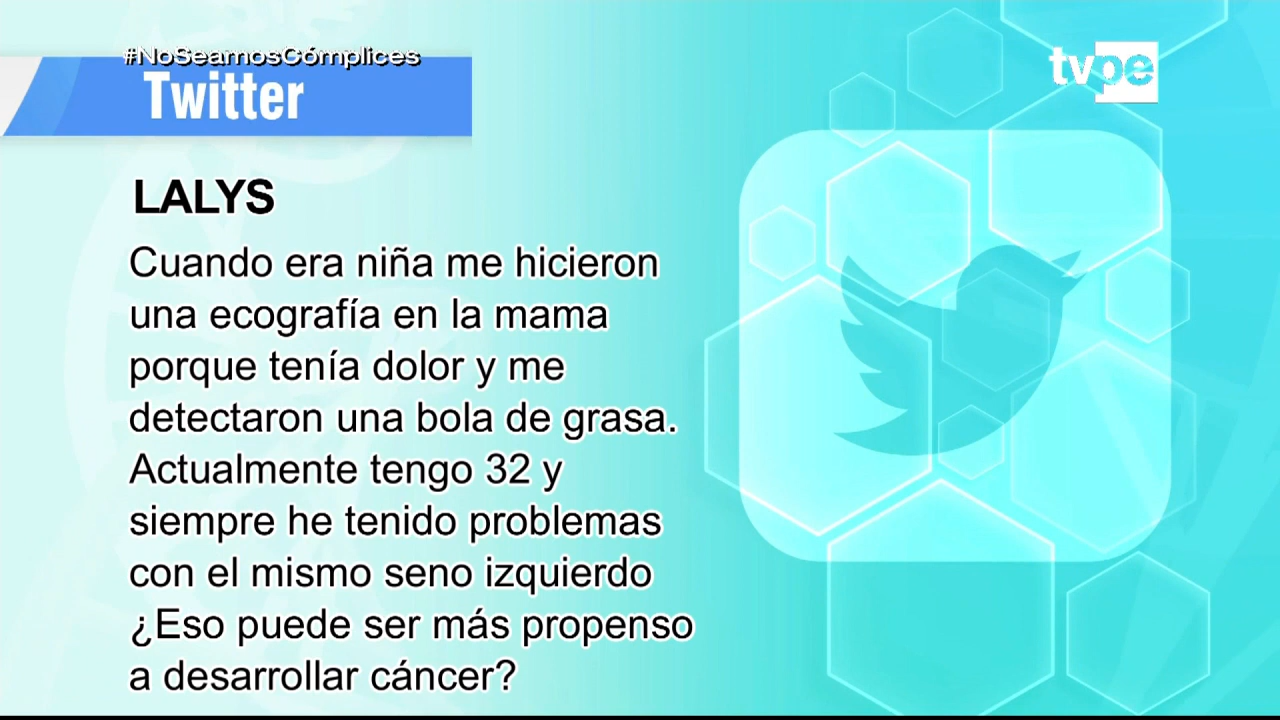 #NoSeamosCómplices
Twitter
tvpe
LALYS
Cuando era niña me hicieron
una ecografía en la mama
porque tenía dolor y me
detectaron una bola de grasa.
Actualmente tengo 32 y
siempre he tenido problemas
con el mismo seno izquierdo
¿Eso puede ser más propenso
a desarrollar cáncer?